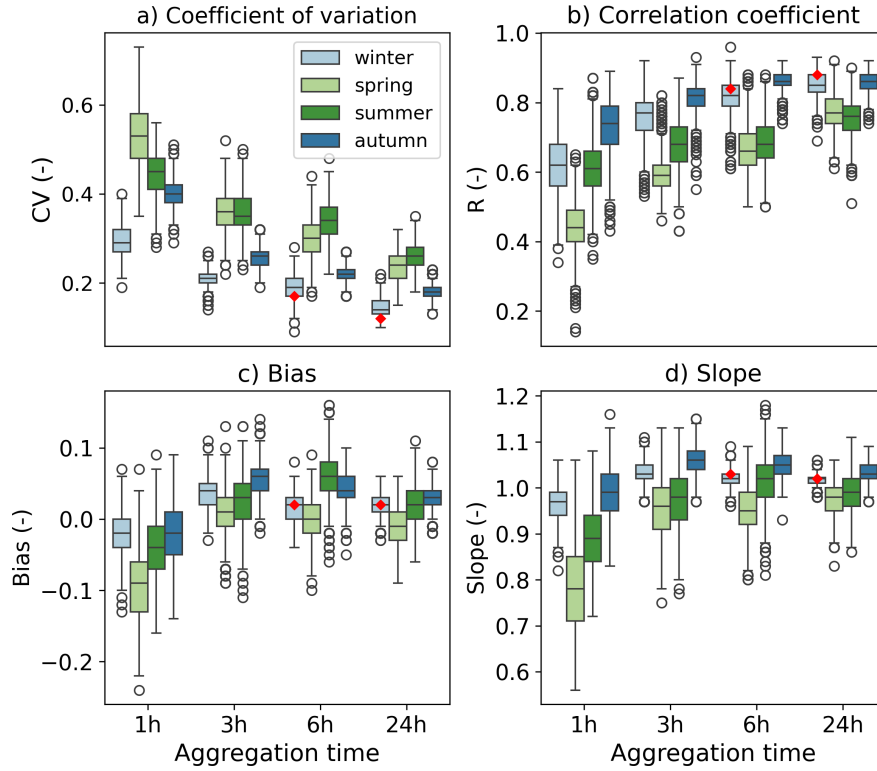 a) Coefficient of variation
b) Correlation coefficient
CV (-)
0.6
0.4
0.2
winter
spring
summer
autumn
R (-)
1.0
0.8
0.6
0.4
0.2
c) Bias
d) Slope
Bias (-)
0.1
0.0
−0.1
−0.2
1h
3h
6h
24h
Aggregation time
Slope (-)
1.2
1.1
1.0
0.9
0.8
0.7
0.6
1h
3h
6h
24h
Aggregation time